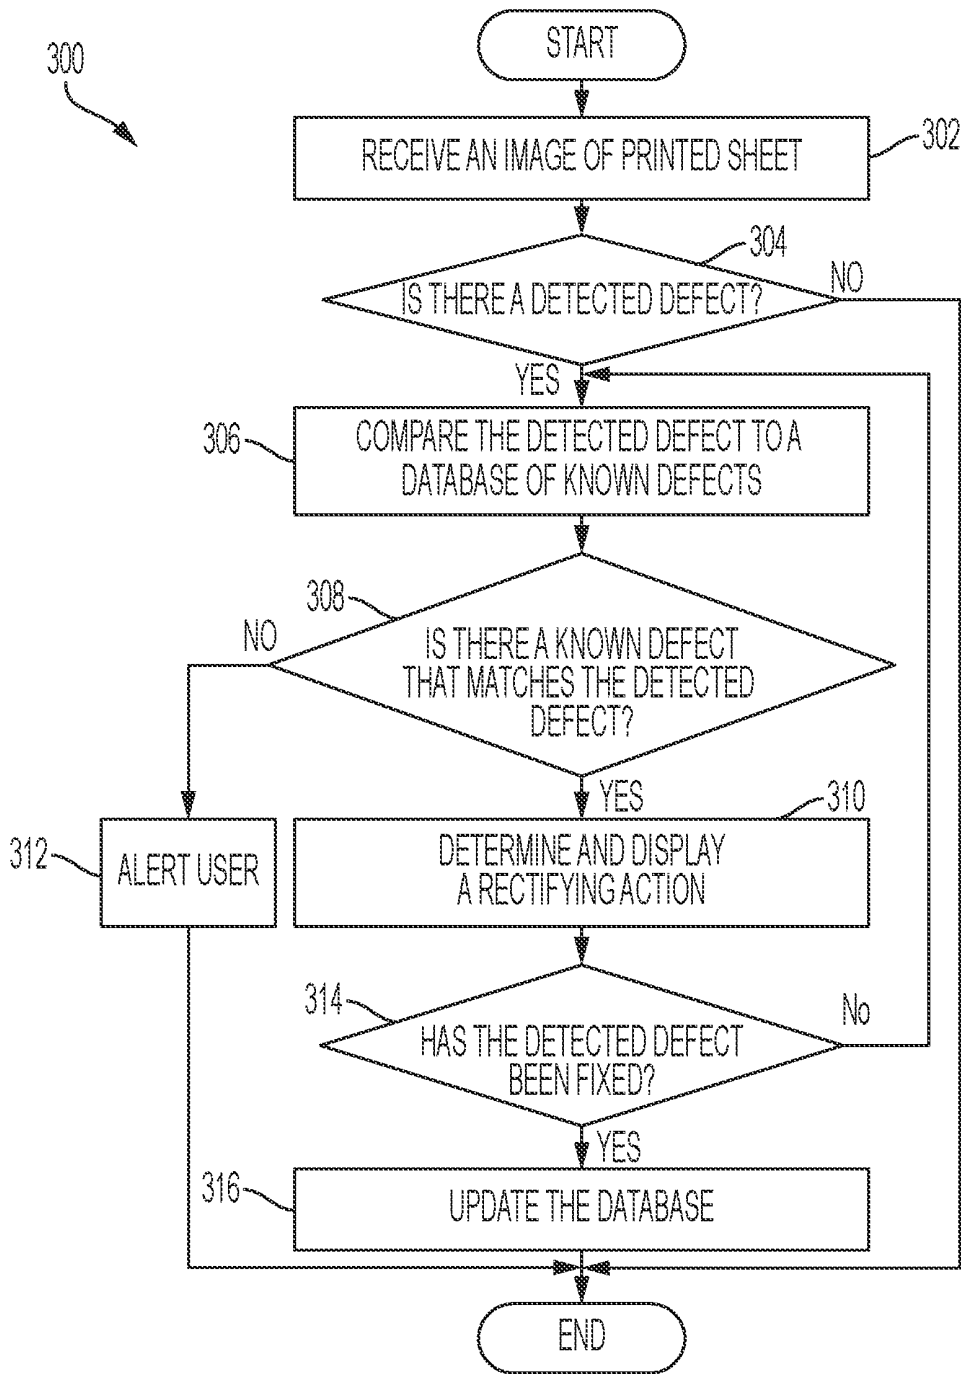 START
300
RECEIVE AN IMAGE OF PRINTED SHEET
302
304
IS THERE A DETECTED DEFECT?
NO
YES
306
COMPARE THE DETECTED DEFECT TO A
DATABASE OF KNOWN DEFECTS
308
NO
IS THERE A KNOWN DEFECT
THAT MATCHES THE DETECTED
DEFECT?
YES
310
312
ALERT USER
DETERMINE AND DISPLAY
A RECTIFYING ACTION
314
No
HAS THE DETECTED DEFECT
BEEN FIXED?
YES
316
UPDATE THE DATABASE
END